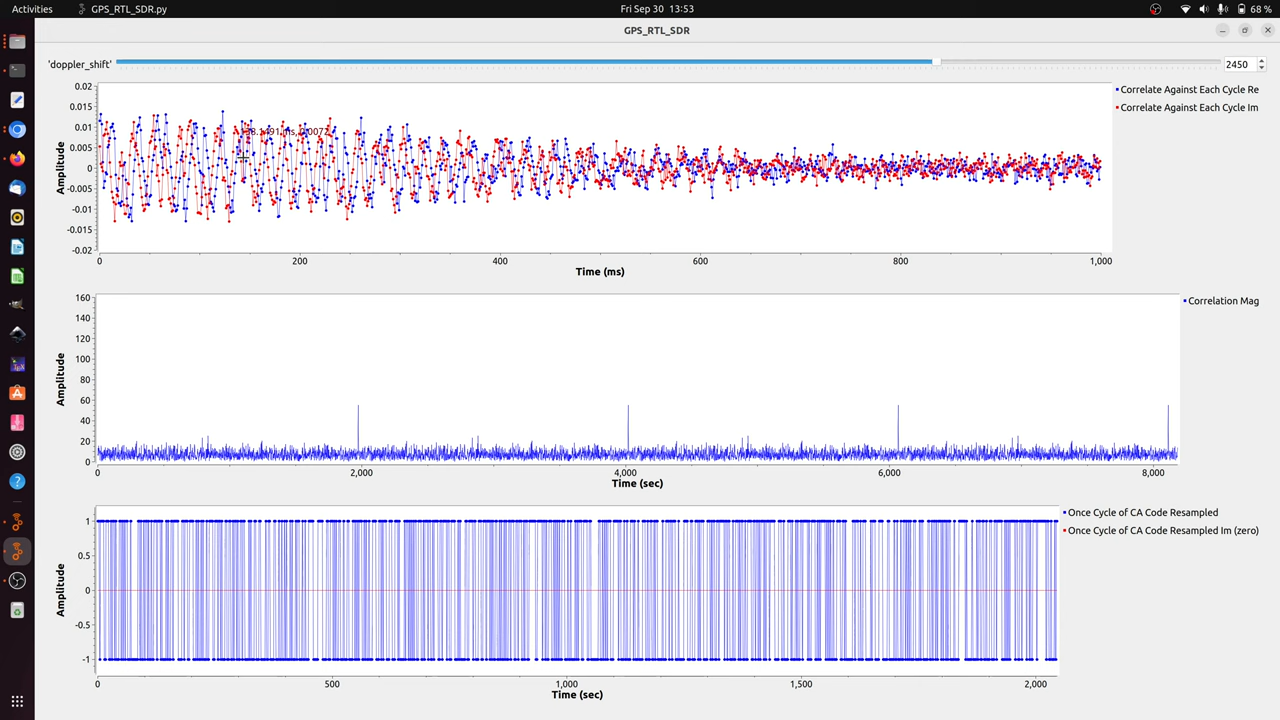 Activities GPS_RTL_SDR.py Fri Sep 30 13:53 68 %
GPS_RTL_SDR
'doppler_shift' 2450
0.02
0.015
0.01
0.005
0
-0.005
-0.01
-0.015
-0.02
Amplitude
0 200 400 600 800 1,000
Time (ms)
Correlate Against Each Cycle Re
Correlate Against Each Cycle Im
160
140
120
100
80
60
40
20
0
Amplitude
0 2,000 4,000 6,000 8,000
Time (sec)
Correlation Mag
1
0.5
0
-0.5
-1
Amplitude
0 500 1,000 1,500 2,000
Time (sec)
Once Cycle of CA Code Resampled
Once Cycle of CA Code Resampled Im (zero)